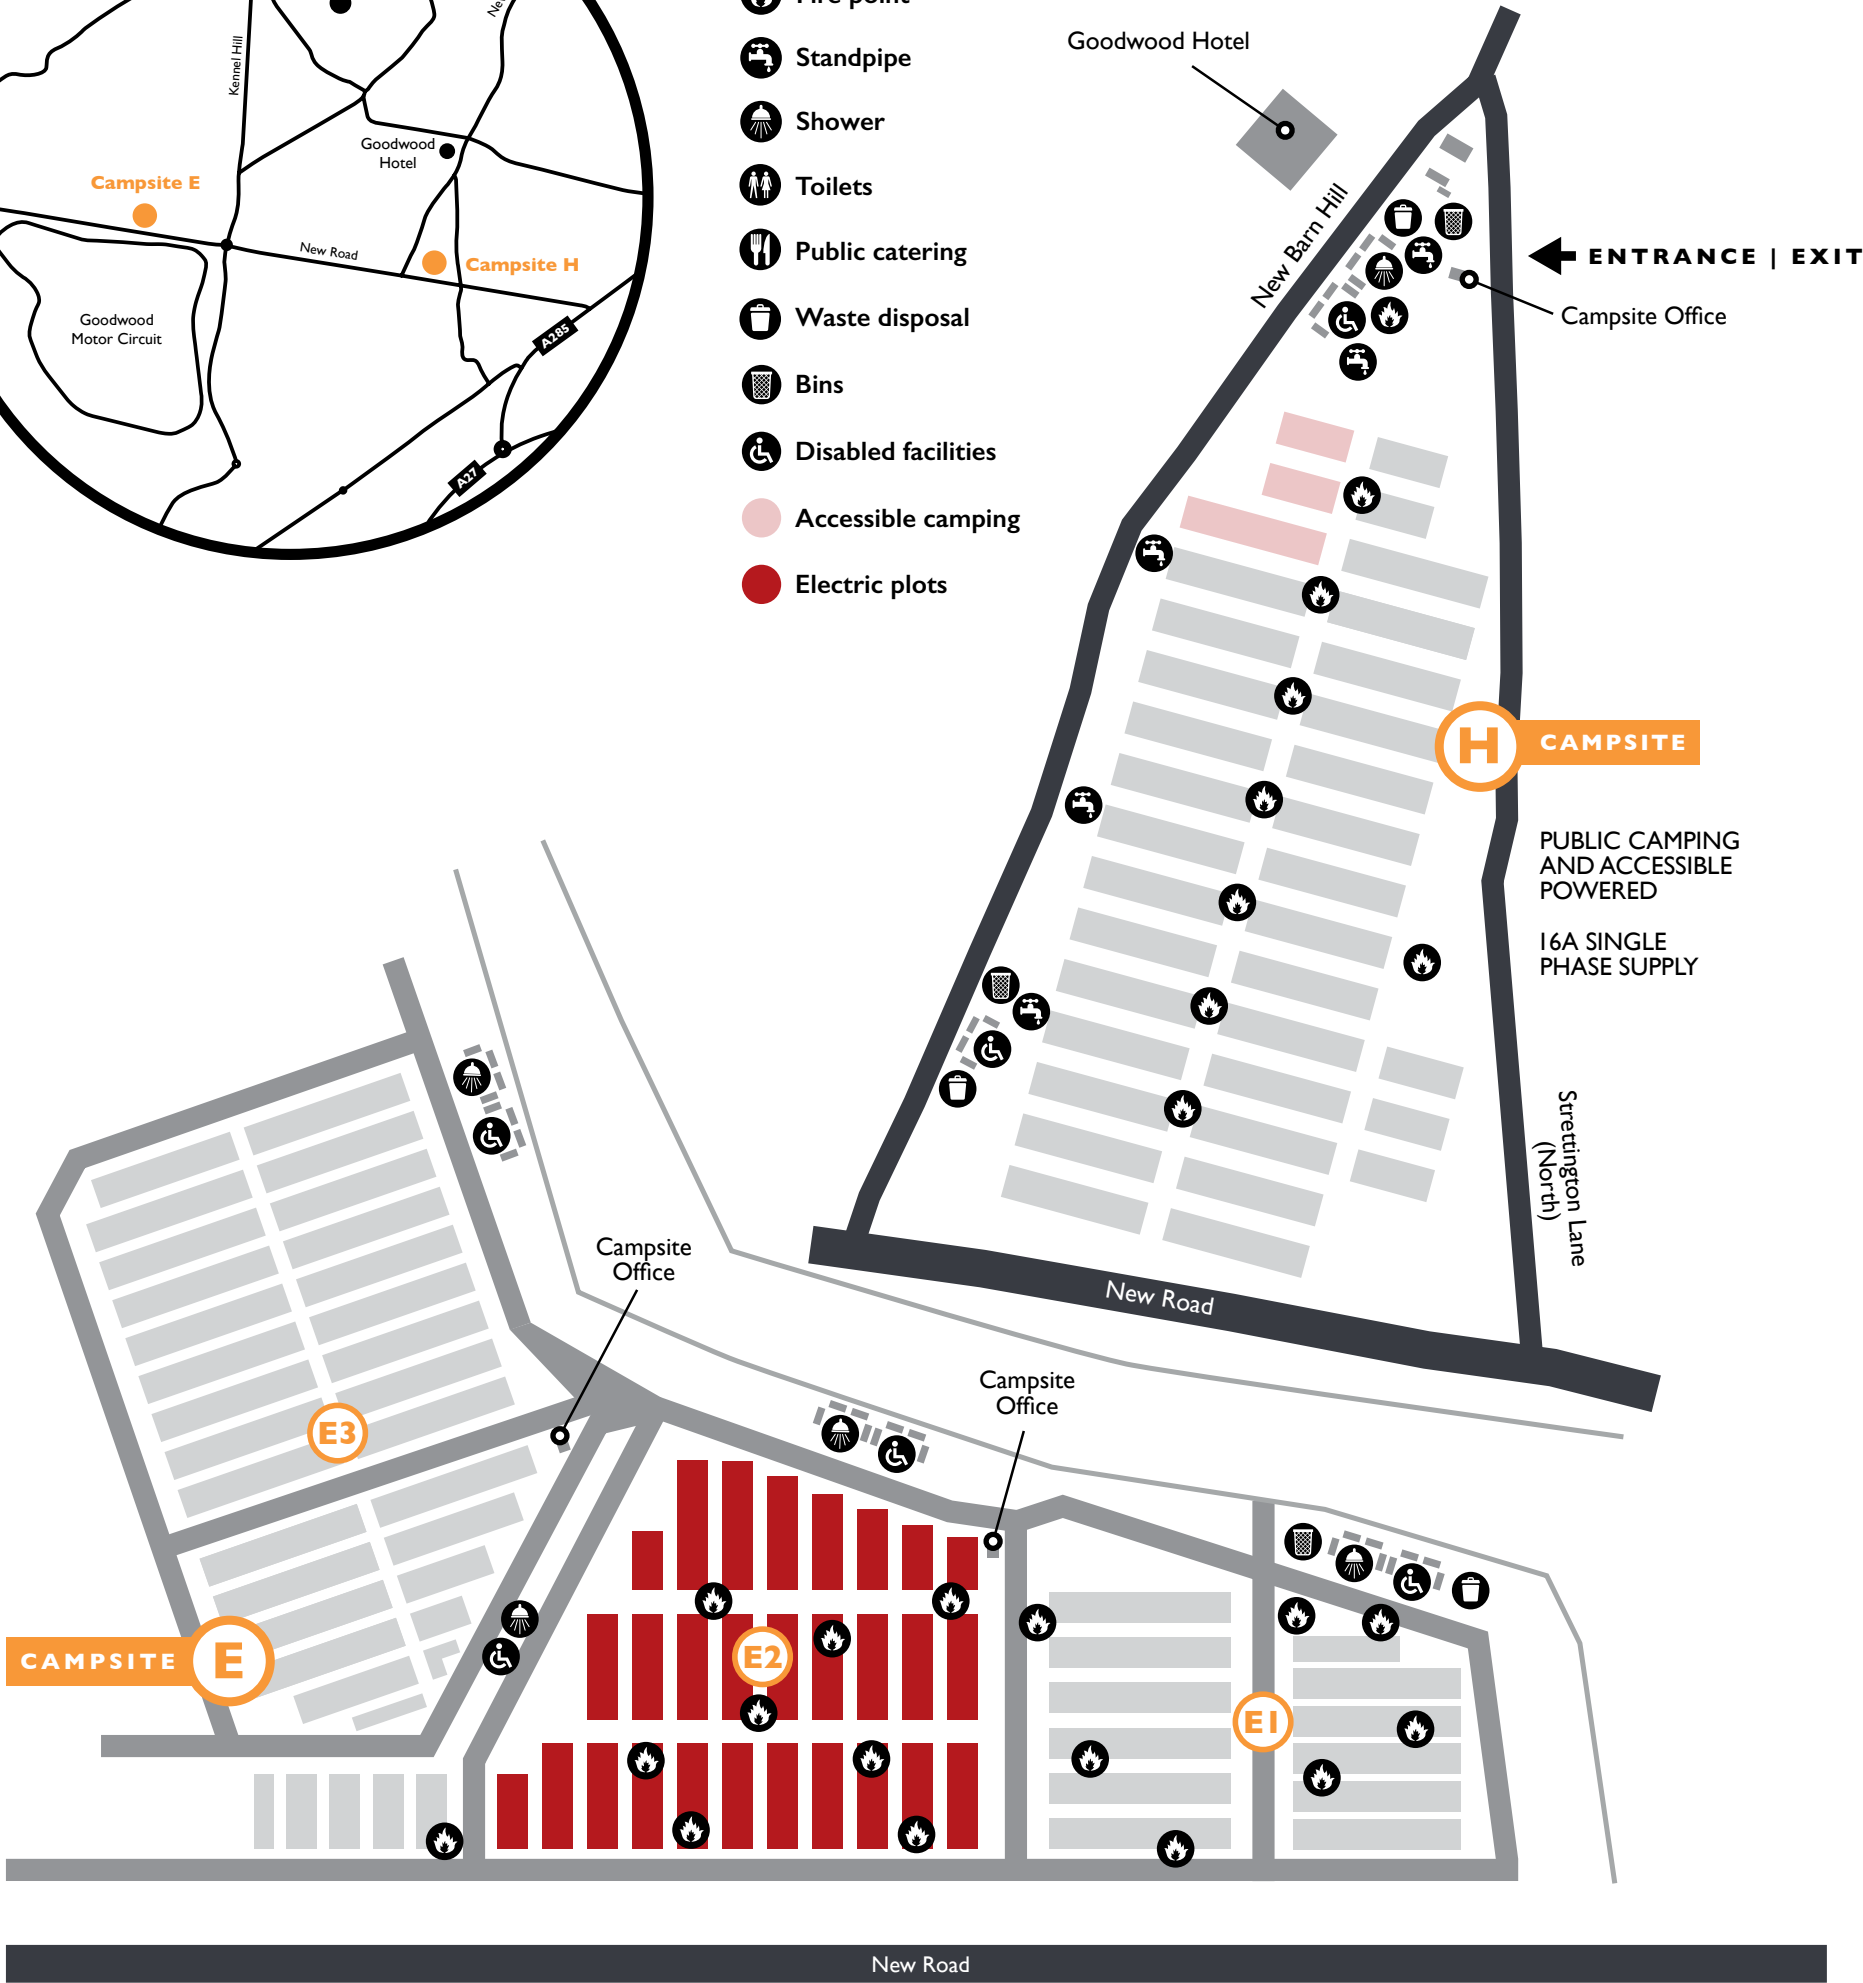 Kennel Hill
Goodwood
Hotel
Campsite E
New Road
Campsite H
Goodwood
Motor Circuit
A285
A27
Fire point
Standpipe
Shower
Toilets
Public catering
Waste disposal
Bins
Disabled facilities
Accessible camping
Electric plots
Goodwood Hotel
New Barn Hill
ENTRANCE | EXIT
Campsite Office
H
CAMPSITE
PUBLIC CAMPING
AND ACCESSIBLE
POWERED
16A SINGLE
PHASE SUPPLY
Strettington Lane
(North)
New Road
Campsite
Office
Campsite
Office
E3
CAMPSITE
E
E2
E1
New Road